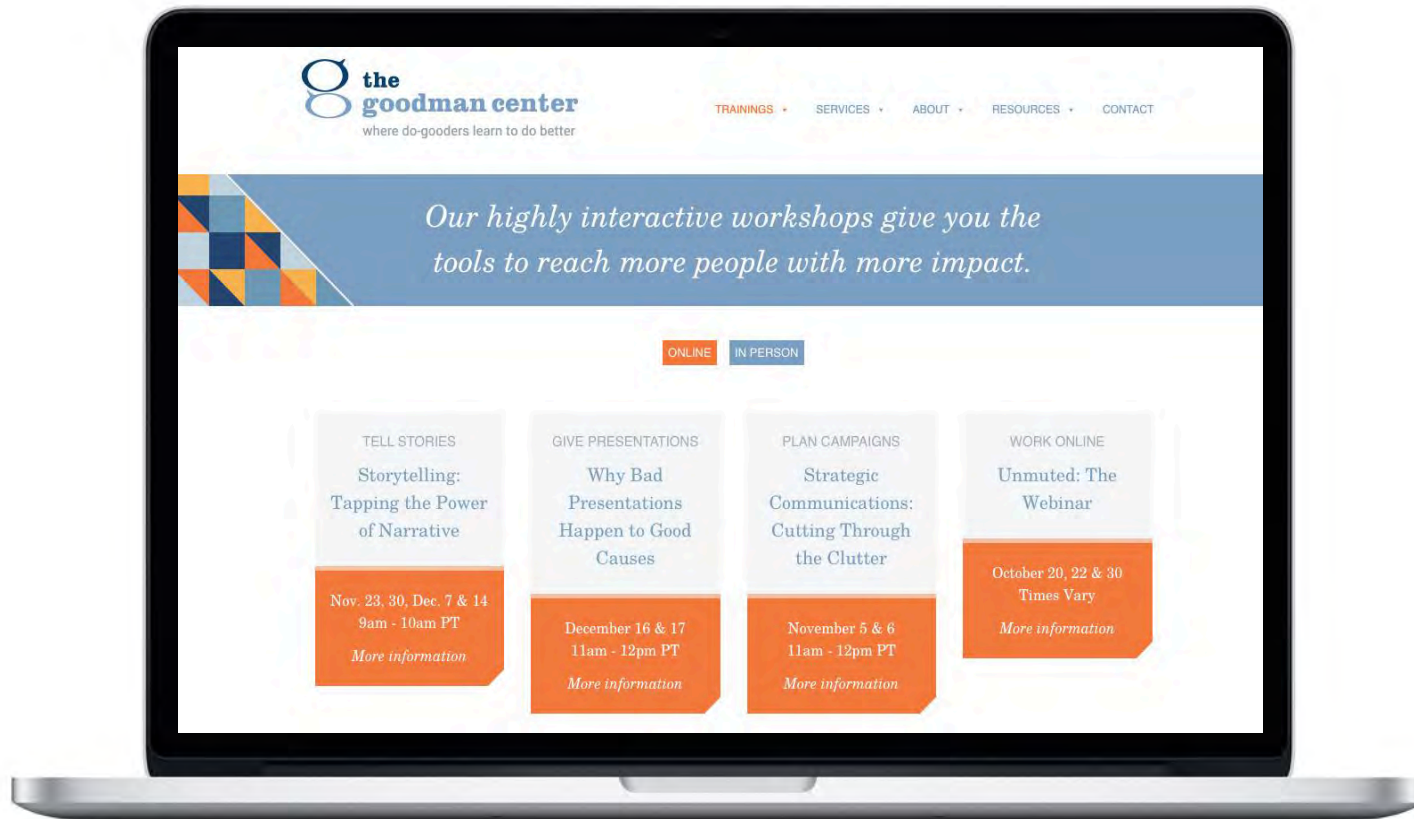 the
goodman center
where do-gooders learn to do better
TRAININGS
SERVICES
ABOUT
RESOURCES
CONTACT
Our highly interactive workshops give you the
tools to reach more people with more impact.
ONLINE
IN PERSON
TELL STORIES
Storytelling:
Tapping the Power
of Narrative
Nov. 23, 30, Dec. 7 & 14
9am - 10am PT
More information
GIVE PRESENTATIONS
Why Bad
Presentations
Happen to Good
Causes
December 16 & 17
11am - 12pm PT
More information
PLAN CAMPAIGNS
Strategic
Communications:
Cutting Through
the Clutter
November 5 & 6
11am - 12pm PT
More information
WORK ONLINE
Unmuted: The
Webinar
October 20, 22 & 30
Times Vary
More information